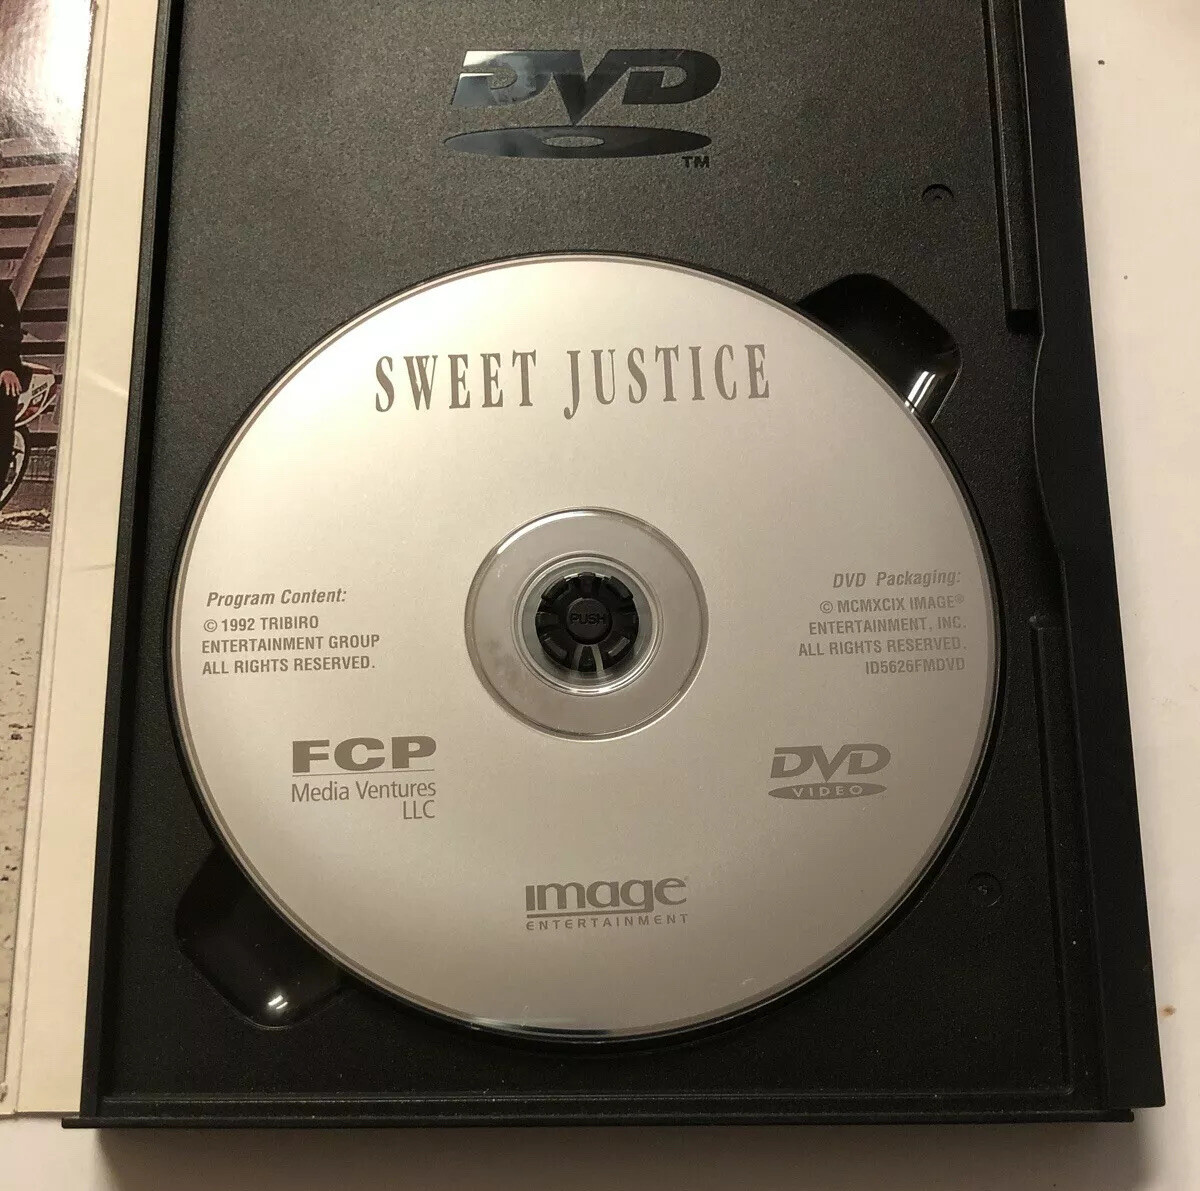 DVD
TM
SWEET JUSTICE
Program Content:
© 1992 TRIBIRO
ENTERTAINMENT GROUP
ALL RIGHTS RESERVED.
DVD Packaging:
© MCMXCIX IMAGE®
ENTERTAINMENT, INC.
ALL RIGHTS RESERVED.
ID5626FMDVD
PUSH
FCP
Media Ventures
LLC
DVD
VIDEO
image®
ENTERTAINMENT